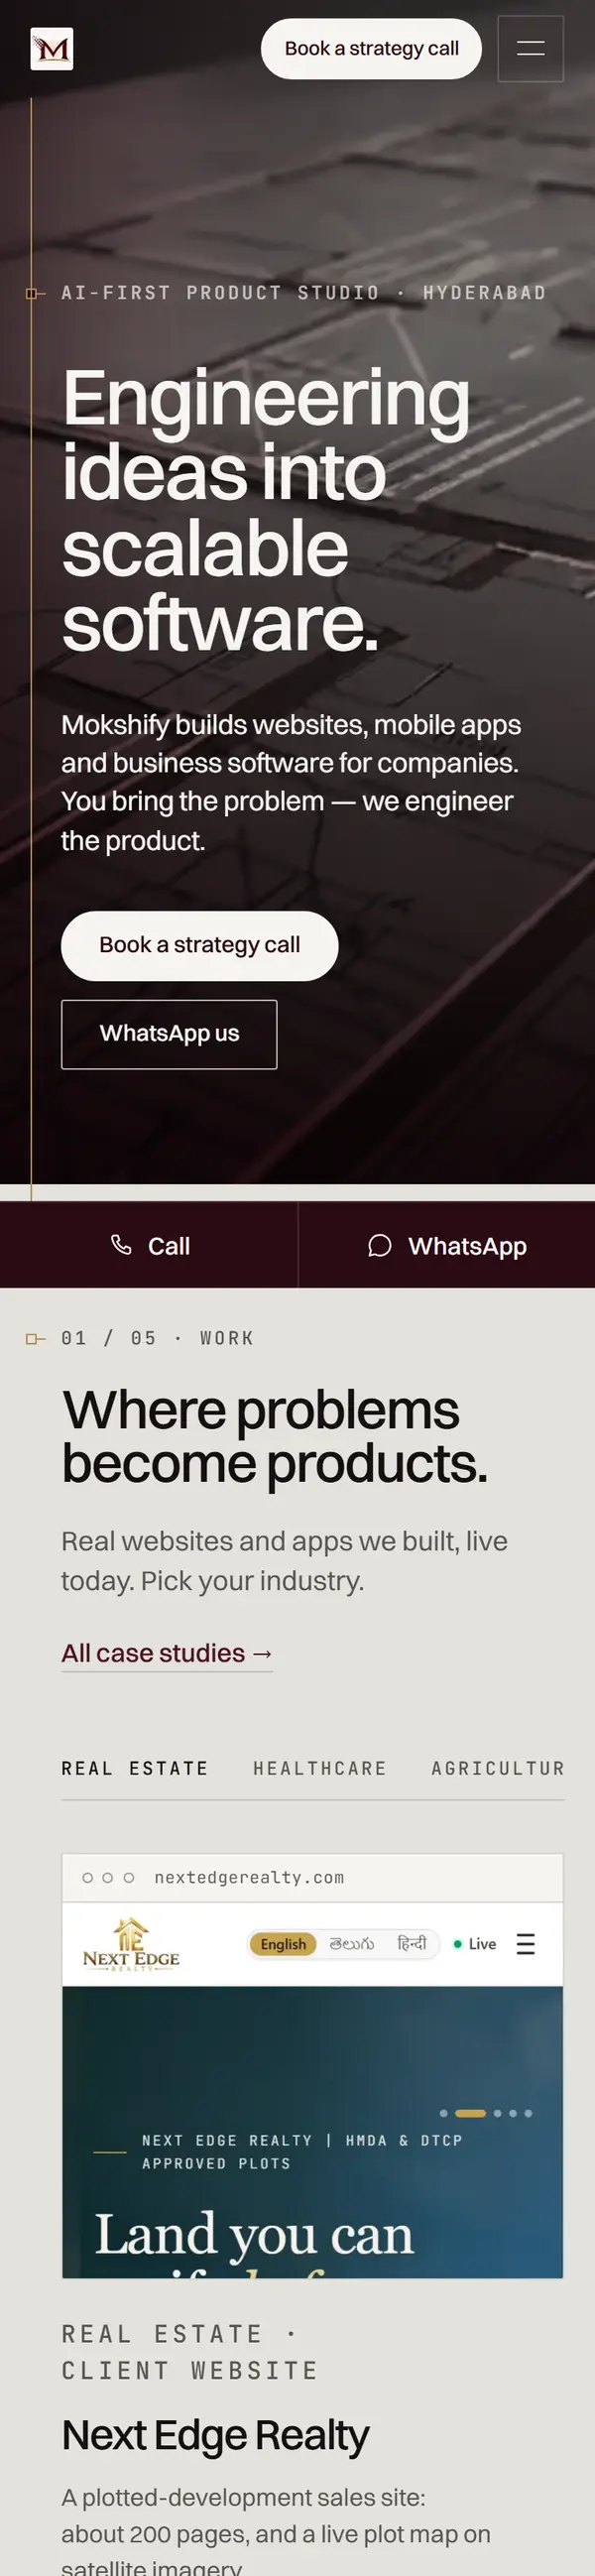 M
Book a strategy call
AI-FIRST PRODUCT STUDIO · HYDERABAD
Engineering
ideas into
scalable
software.
Mokshify builds websites, mobile apps
and business software for companies.
You bring the problem — we engineer
the product.
Book a strategy call
WhatsApp us
Call
WhatsApp
01 / 05 · WORK
Where problems
become products.
Real websites and apps we built, live
today. Pick your industry.
All case studies →
REAL ESTATE HEALTHCARE AGRICULTUR
nextedgerealty.com
NEXT EDGE
REALTY
English తెలుగు हिन्दी Live
NEXT EDGE REALTY | HMDA & DTCP
APPROVED PLOTS
Land you can
REAL ESTATE ·
CLIENT WEBSITE
Next Edge Realty
A plotted-development sales site:
about 200 pages, and a live plot map on
satellite imagery